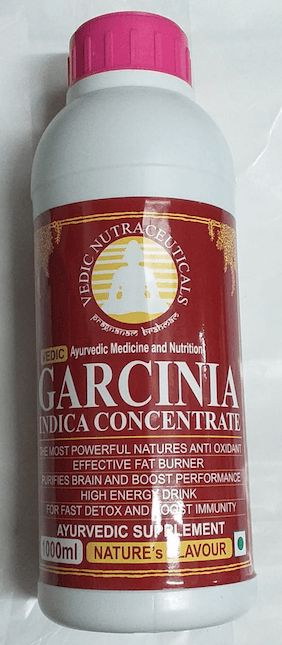 VEDIC NUTRACEUTICALS
pragnanam brahmam
VEDIC Ayurvedic Medicine and Nutrition
GARCINIA
INDICA CONCENTRATE
THE MOST POWERFUL NATURES ANTI OXIDANT
EFFECTIVE FAT BURNER
PURIFIES BRAIN AND BOOST PERFORMANCE
HIGH ENERGY DRINK
FOR FAST DETOX AND BOOST IMMUNITY
AYURVEDIC SUPPLEMENT
1000ml NATURE's FLAVOUR